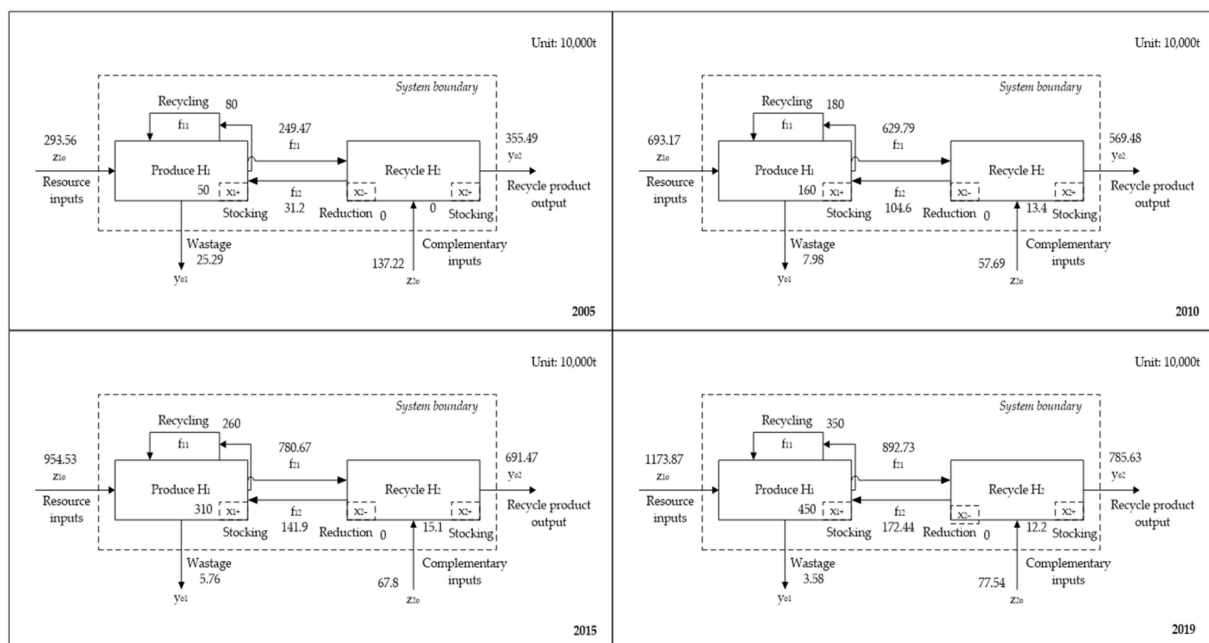 Unit: 10,000t
System boundary
Recycling 80
f11
249.47
f21
293.56
z1o
Resource
inputs
Produce H1
50
x1+
Stocking
f12
31.2
x2-
Reduction
0
Recycle H2
0
x2+
Stocking
355.49
yo2
Recycle product
output
Wastage
25.29
yo1
Complementary
inputs
137.22
z2o
2005
Unit: 10,000t
System boundary
Recycling 180
f11
629.79
f21
693.17
z1o
Resource
inputs
Produce H1
160
x1+
Stocking
f12
104.6
x2-
Reduction
0
Recycle H2
13.4
x2+
Stocking
569.48
yo2
Recycle product
output
Wastage
7.98
yo1
Complementary
inputs
57.69
z2o
2010
Unit: 10,000t
System boundary
Recycling 260
f11
780.67
f21
954.53
z1o
Resource
inputs
Produce H1
310
x1+
Stocking
f12
141.9
x2-
Reduction
0
Recycle H2
15.1
x2+
Stocking
691.47
yo2
Recycle product
output
Wastage
5.76
yo1
Complementary
inputs
67.8
z2o
2015
Unit: 10,000t
System boundary
Recycling 350
f11
892.73
f21
1173.87
z1o
Resource
inputs
Produce H1
450
x1+
Stocking
f12
172.44
x2-
Reduction
0
Recycle H2
12.2
x2+
Stocking
785.63
yo2
Recycle product
output
Wastage
3.58
yo1
Complementary
inputs
77.54
z2o
2019